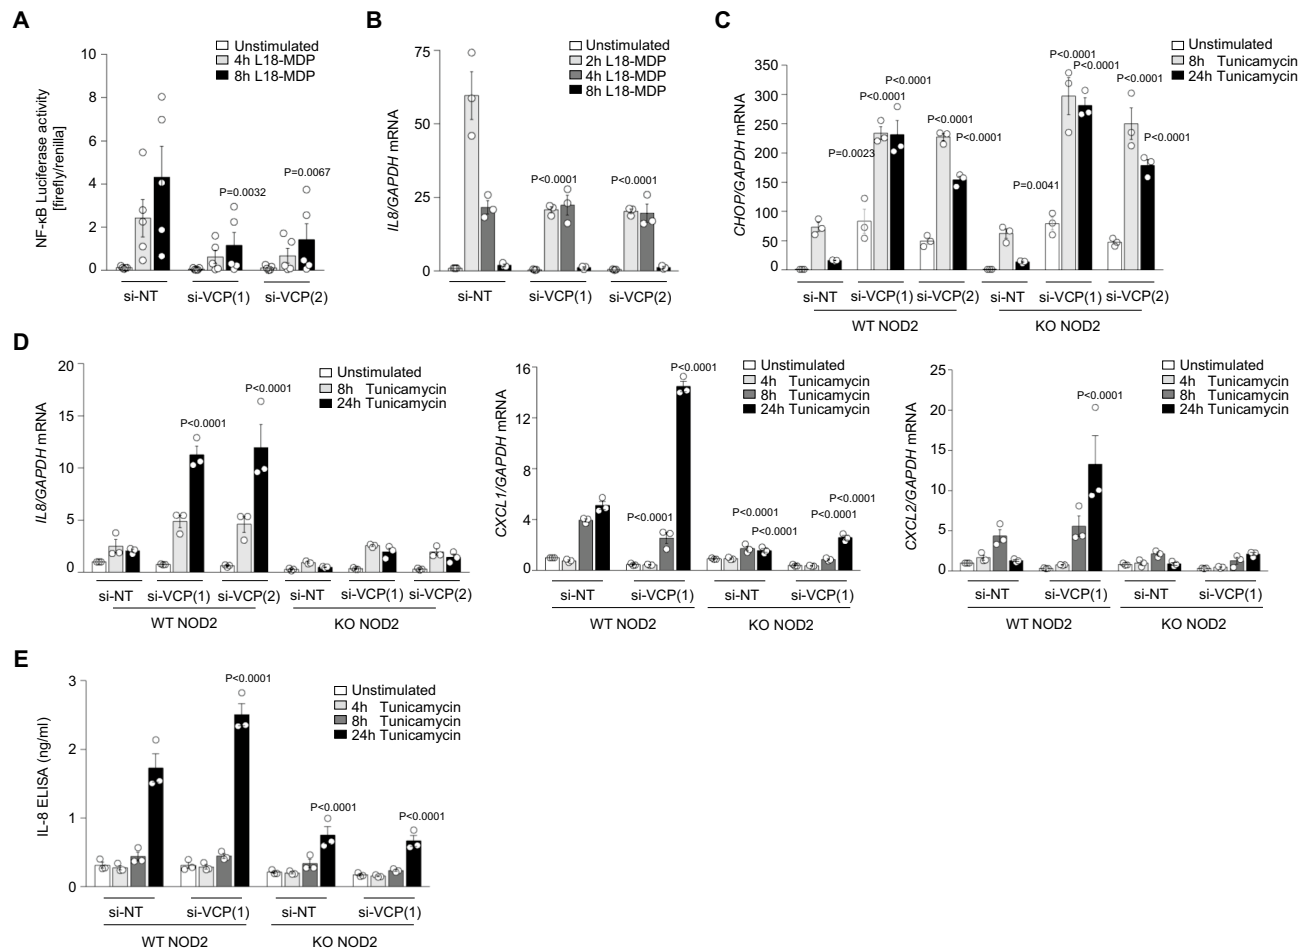 A
NF-κB Luciferase activity
[firefly/renilla]
10
8
6
4
2
0
Unstimulated
4h L18-MDP
8h L18-MDP
P=0.0032
P=0.0067
si-NT
si-VCP(1)
si-VCP(2)
B
IL8/GAPDH mRNA
75
50
25
0
Unstimulated
2h L18-MDP
4h L18-MDP
8h L18-MDP
P<0.0001
P<0.0001
si-NT
si-VCP(1)
si-VCP(2)
C
CHOP/GAPDH mRNA
350
300
250
200
150
100
50
0
Unstimulated
8h Tunicamycin
24h Tunicamycin
P=0.0023
P<0.0001
P<0.0001
P<0.0001
P<0.0001
P=0.0041
P<0.0001
P<0.0001
P<0.0001
P<0.0001
si-NT
si-VCP(1)
si-VCP(2)
si-NT
si-VCP(1)
si-VCP(2)
WT NOD2
KO NOD2
D
IL8/GAPDH mRNA
20
15
10
5
0
Unstimulated
8h Tunicamycin
24h Tunicamycin
P<0.0001
P<0.0001
si-NT
si-VCP(1)
si-VCP(2)
si-NT
si-VCP(1)
si-VCP(2)
WT NOD2
KO NOD2
CXCL1/GAPDH mRNA
16
12
8
4
0
Unstimulated
4h Tunicamycin
8h Tunicamycin
24h Tunicamycin
P<0.0001
P<0.0001
P<0.0001
P<0.0001
P<0.0001
P<0.0001
si-NT
si-VCP(1)
si-NT
si-VCP(1)
WT NOD2
KO NOD2
CXCL2/GAPDH mRNA
25
20
15
10
5
0
Unstimulated
4h Tunicamycin
8h Tunicamycin
24h Tunicamycin
P<0.0001
si-NT
si-VCP(1)
si-NT
si-VCP(1)
WT NOD2
KO NOD2
E
IL-8 ELISA (ng/ml)
3
2
1
0
Unstimulated
4h Tunicamycin
8h Tunicamycin
24h Tunicamycin
P<0.0001
P<0.0001
P<0.0001
si-NT
si-VCP(1)
si-NT
si-VCP(1)
WT NOD2
KO NOD2